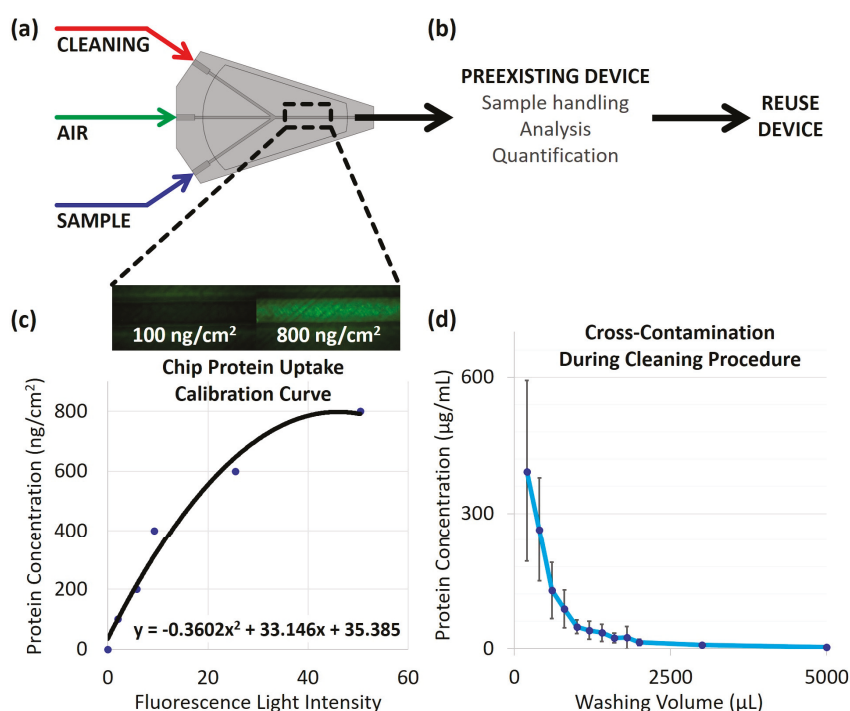 (a)
CLEANING
AIR
SAMPLE
(b)
PREEXISTING DEVICE
Sample handling
Analysis
Quantification
REUSE
DEVICE
(c)
100 ng/cm²
800 ng/cm²
Chip Protein Uptake
Calibration Curve
Protein Concentration (ng/cm²)
800
600
400
200
0
y = -0.3602x² + 33.146x + 35.385
0
20
40
60
Fluorescence Light Intensity
(d)
Cross-Contamination
During Cleaning Procedure
Protein Concentration (µg/mL)
600
300
0
0
2500
5000
Washing Volume (µL)